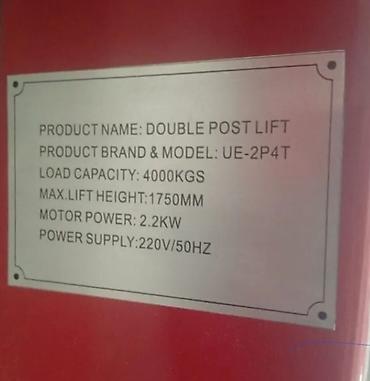 PRODUCT NAME: DOUBLE POST LIFT
PRODUCT BRAND & MODEL: UE-2P4T
LOAD CAPACITY: 4000KGS
MAX.LIFT HEIGHT:1750MM
MOTOR POWER: 2.2KW
POWER SUPPLY:220V/50HZ